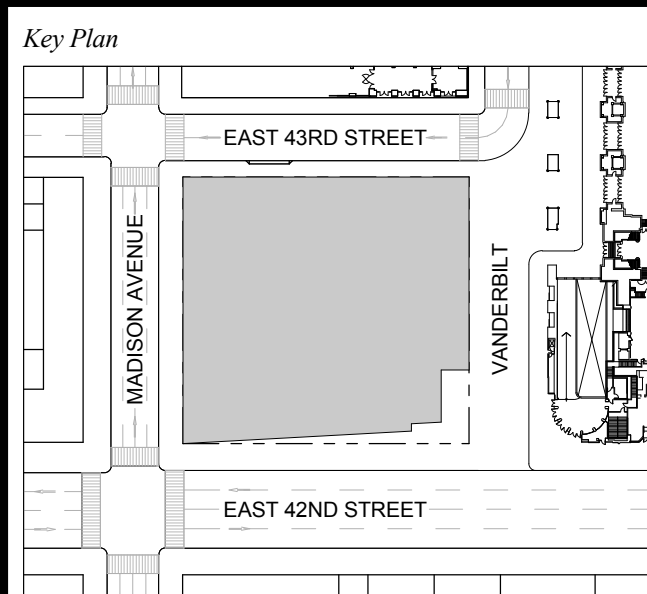 Key Plan
EAST 43RD STREET
MADISON AVENUE
VANDERBILT
EAST 42ND STREET